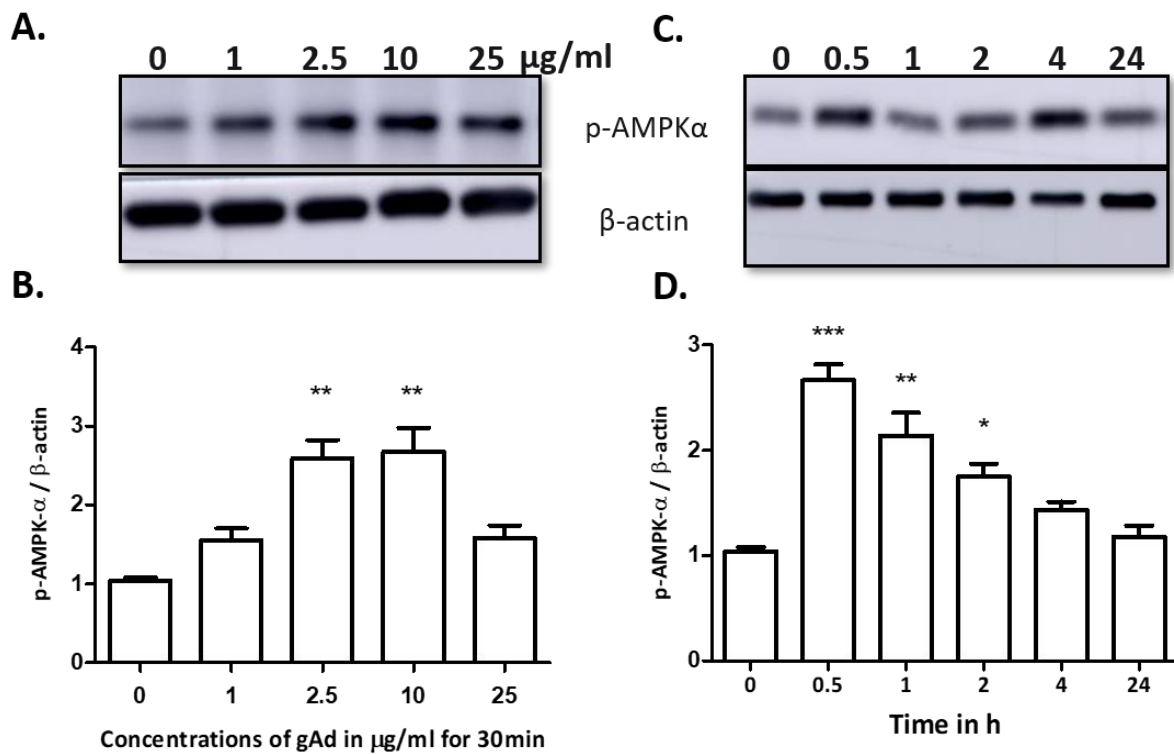 A.
0 1 2.5 10 25 μg/ml
p-AMPKα
β-actin
B.
4
3
2
1
0
** **
p-AMPK-α / β-actin
0 1 2.5 10 25
Concentrations of gAd in μg/ml for 30min
C.
0 0.5 1 2 4 24
D.
3
2
1
0
***
**
*
p-AMPK-α / β-actin
0 0.5 1 2 4 24
Time in h